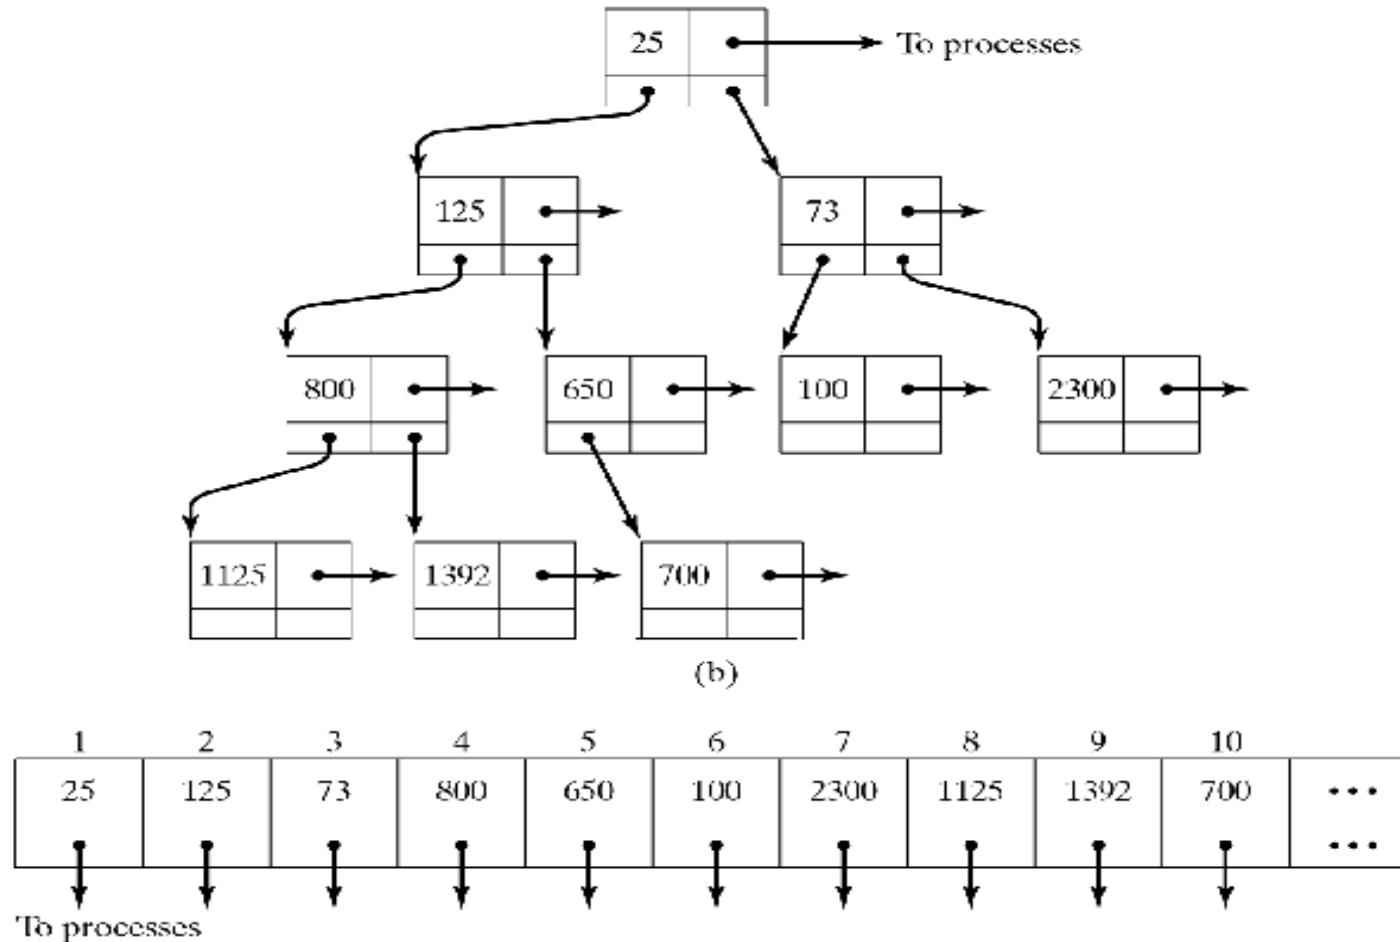 25 To processes
125 73
800 650 100 2300
1125 1392 700
(b)
1 2 3 4 5 6 7 8 9 10
25 125 73 800 650 100 2300 1125 1392 700 •••
•••
To processes